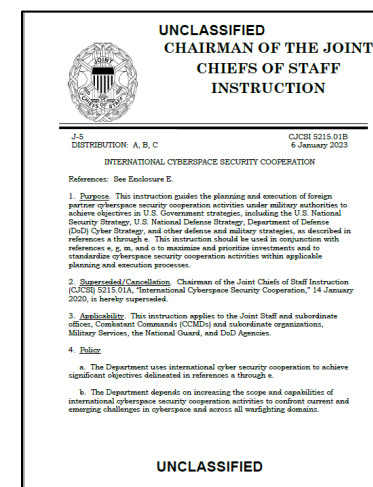 UNCLASSIFIED
CHAIRMAN OF THE JOINT
CHIEFS OF STAFF
INSTRUCTION
J-5 CJCSI 5215.01B
DISTRIBUTION: A, B, C 6 January 2023
INTERNATIONAL CYBERSPACE SECURITY COOPERATION
References: See Enclosure E.
1. Purpose. This instruction guides the planning and execution of foreign
partner cyberspace security cooperation activities under military authorities to
achieve objectives in U.S. Government strategies, including the U.S. National
Security Strategy, U.S. National Defense Strategy, Department of Defense
(DoD) Cyber Strategy, and other defense and military strategies, as described in
references a through e. This instruction should be used in conjunction with
references e, g, m, and o to maximize and prioritize investments and to
standardize cyberspace security cooperation activities within applicable
planning and execution processes.
2. Superseded/Cancellation. Chairman of the Joint Chiefs of Staff Instruction
(CJCSI) 5215.01A, "International Cyberspace Security Cooperation," 14 January
2020, is hereby superseded.
3. Applicability. This instruction applies to the Joint Staff and subordinate
offices, Combatant Commands (CCMDs) and subordinate organizations,
Military Services, the National Guard, and DoD Agencies.
4. Policy
a. The Department uses international cyber security cooperation to achieve
significant objectives delineated in references a through e.
b. The Department depends on increasing the scope and capabilities of
international cyberspace security cooperation activities to confront current and
emerging challenges in cyberspace and across all warfighting domains.
UNCLASSIFIED